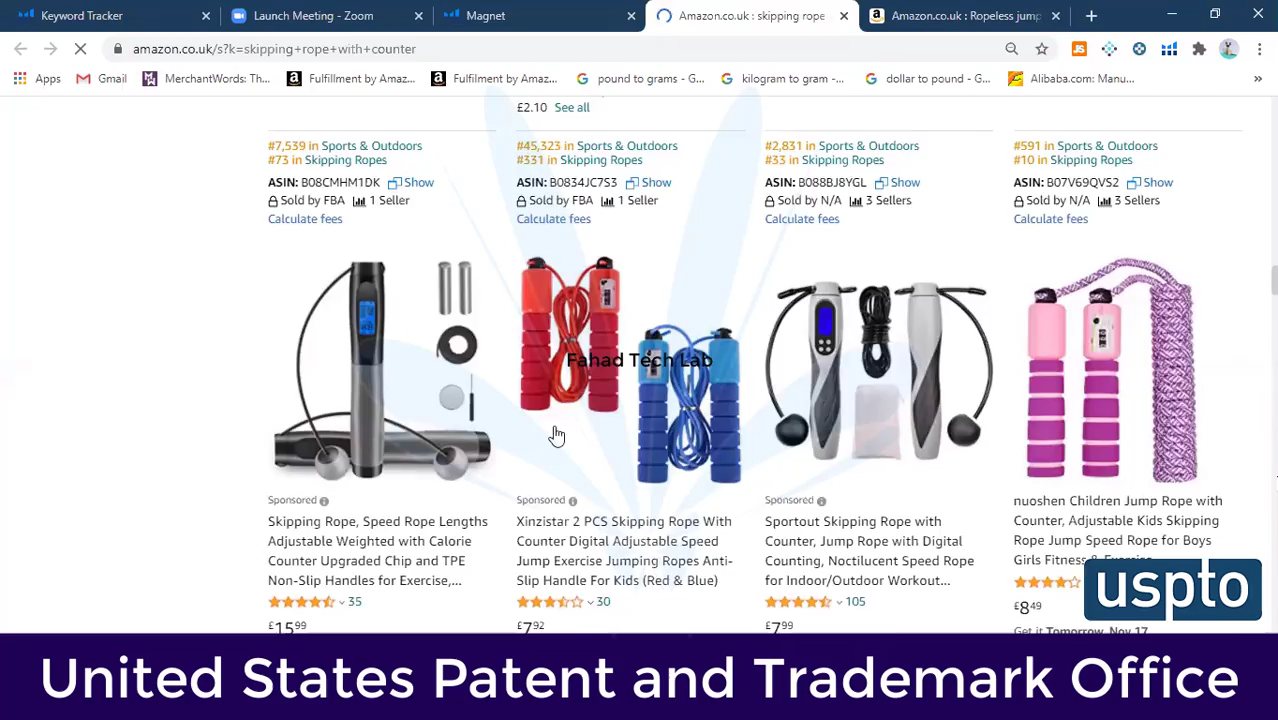 Keyword Tracker
Launch Meeting - Zoom
Magnet
Amazon.co.uk : skipping rope
Amazon.co.uk : Ropeless jump
amazon.co.uk/s?k=skipping+rope+with+counter
Apps
Gmail
MerchantWords: Th...
Fulfillment by Amaz...
Fulfilment by Amaz...
pound to grams - G...
kilogram to gram -...
dollar to pound - G...
Alibaba.com: Manu...
£2.10 See all
#7,539 in Sports & Outdoors
#73 in Skipping Ropes
ASIN: B08CMHM1DK Show
Sold by FBA 1 Seller
Calculate fees
#45,323 in Sports & Outdoors
#331 in Skipping Ropes
ASIN: B0834JC7S3 Show
Sold by FBA 1 Seller
Calculate fees
#2,831 in Sports & Outdoors
#33 in Skipping Ropes
ASIN: B088BJ8YGL Show
Sold by N/A 3 Sellers
Calculate fees
#591 in Sports & Outdoors
#10 in Skipping Ropes
ASIN: B07V69QVS2 Show
Sold by N/A 3 Sellers
Calculate fees
Fahad Tech Lab
Sponsored
Skipping Rope, Speed Rope Lengths
Adjustable Weighted with Calorie
Counter Upgraded Chip and TPE
Non-Slip Handles for Exercise,...
35
£15.99
Sponsored
Xinzistar 2 PCS Skipping Rope With
Counter Digital Adjustable Speed
Jump Exercise Jumping Ropes Anti-
Slip Handle For Kids (Red & Blue)
30
£7.92
Sponsored
Sportout Skipping Rope with
Counter, Jump Rope with Digital
Counting, Noctilucent Speed Rope
for Indoor/Outdoor Workout...
105
£7.99
nuoshen Children Jump Rope with
Counter, Adjustable Kids Skipping
Rope Jump Speed Rope for Boys
Girls Fitness & Exercise
£8.49
Get it Tomorrow, Nov 17
uspto
United States Patent and Trademark Office